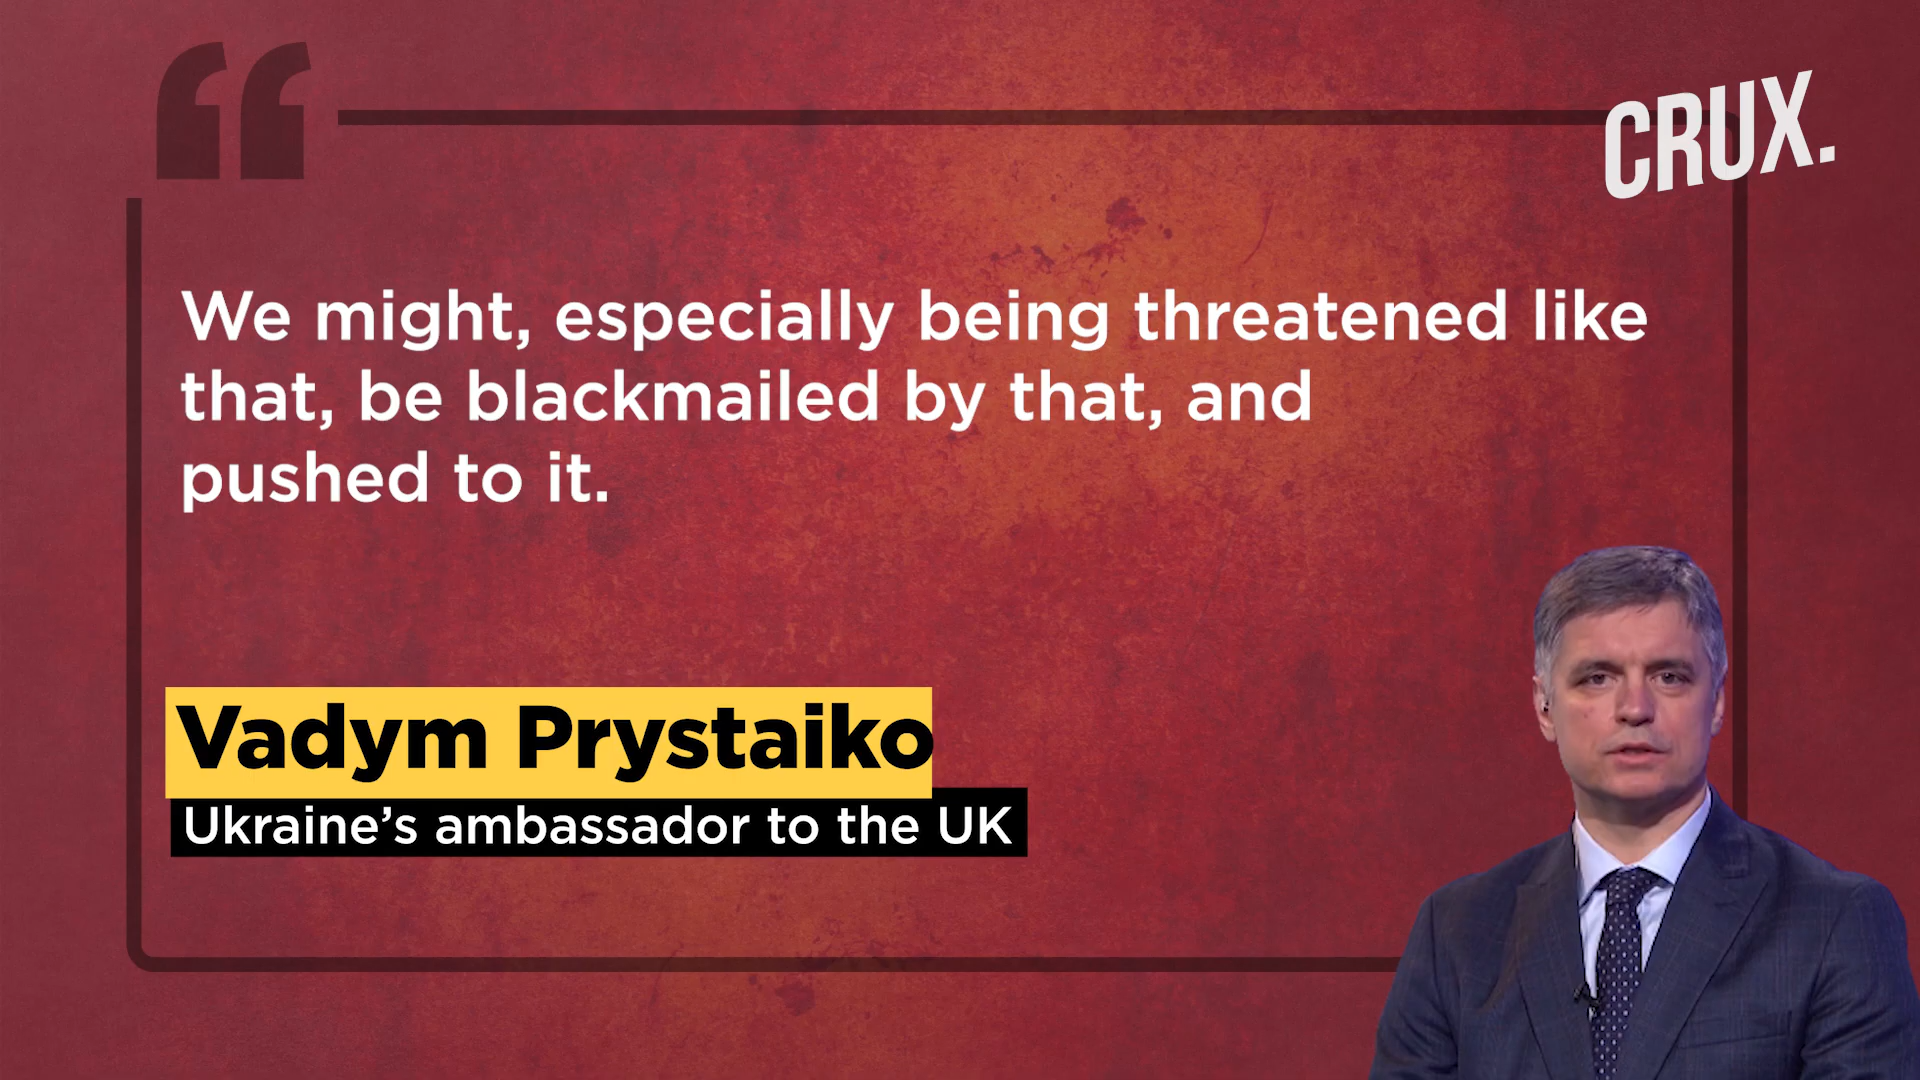 CRUX.
We might, especially being threatened like
that, be blackmailed by that, and
pushed to it.
Vadym Prystaiko
Ukraine’s ambassador to the UK